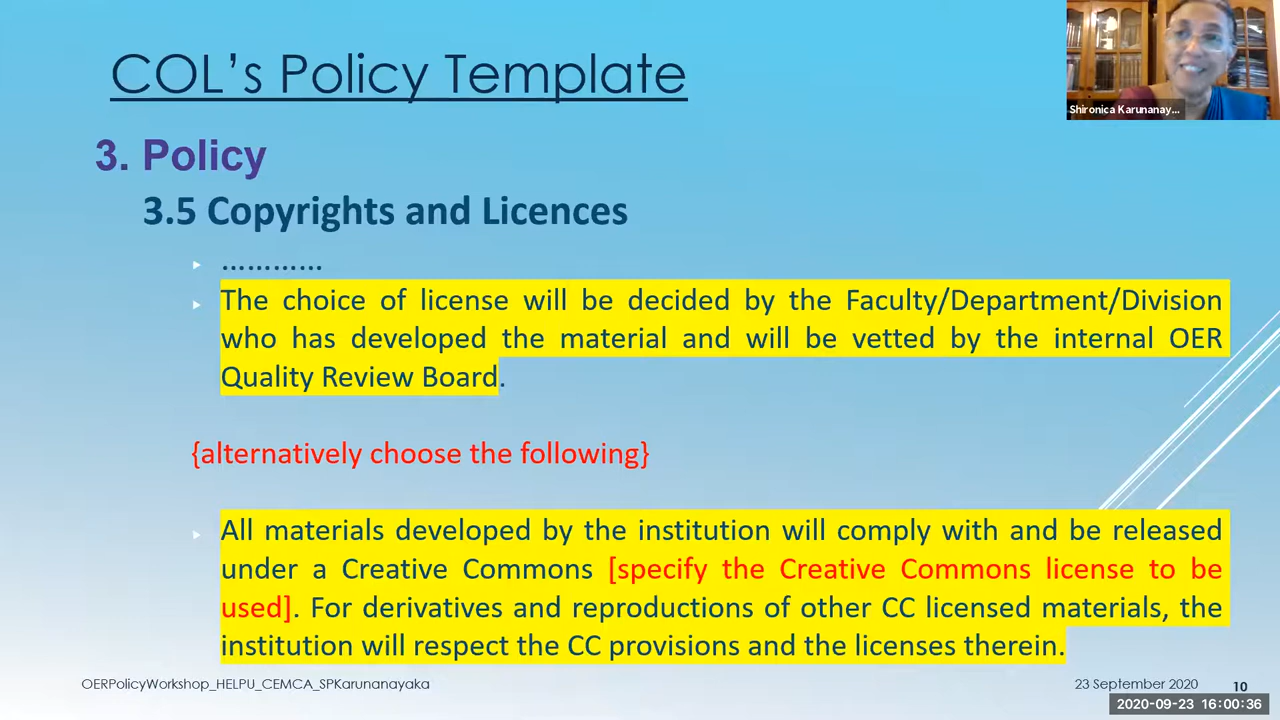 COL’s Policy Template
Shironica Karunanay...
3. Policy
3.5 Copyrights and Licences
…………
The choice of license will be decided by the Faculty/Department/Division
who has developed the material and will be vetted by the internal OER
Quality Review Board.
{alternatively choose the following}
All materials developed by the institution will comply with and be released
under a Creative Commons [specify the Creative Commons license to be
used]. For derivatives and reproductions of other CC licensed materials, the
institution will respect the CC provisions and the licenses therein.
OERPolicyWorkshop_HELPU_CEMCA_SPKarunanayaka
23 September 2020
10
2020-09-23 16:00:36